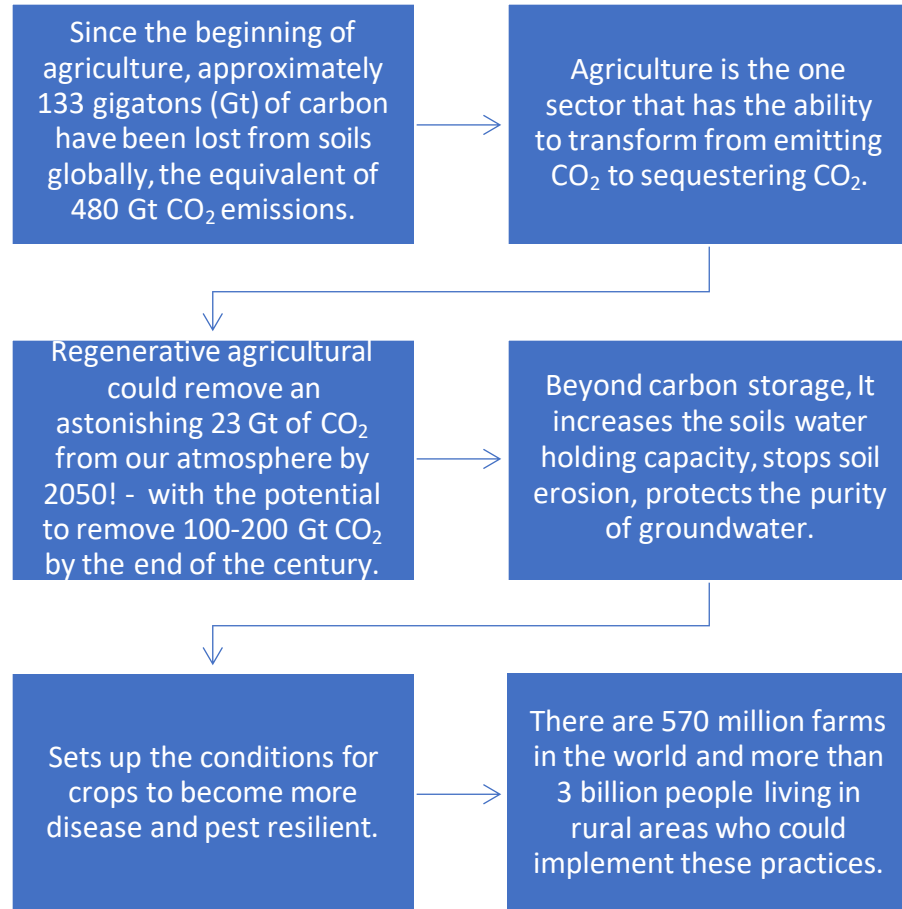 Since the beginning of
agriculture, approximately
133 gigatons (Gt) of carbon
have been lost from soils
globally, the equivalent of
480 Gt CO₂ emissions.
Agriculture is the one
sector that has the ability
to transform from emitting
CO₂ to sequestering CO₂.
Regenerative agricultural
could remove an
astonishing 23 Gt of CO₂
from our atmosphere by
2050! - with the potential
to remove 100-200 Gt CO₂
by the end of the century.
Beyond carbon storage, It
increases the soils water
holding capacity, stops soil
erosion, protects the purity
of groundwater.
Sets up the conditions for
crops to become more
disease and pest resilient.
There are 570 million farms
in the world and more than
3 billion people living in
rural areas who could
implement these practices.